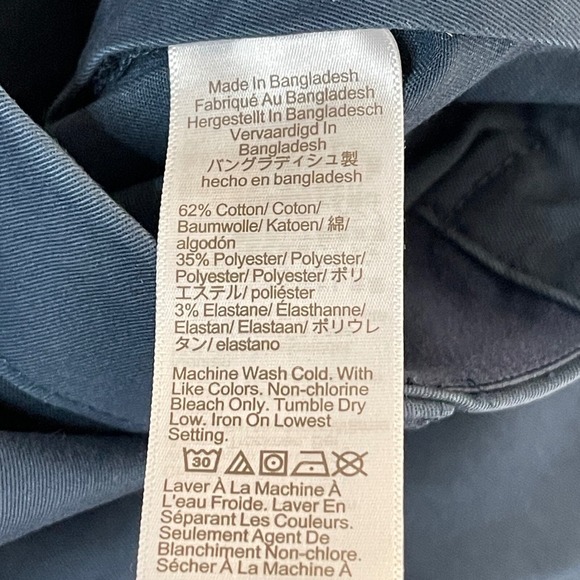 Made In Bangladesh
Fabriqué Au Bangladesh
Hergestellt In Bangladesch
Vervaardigd In
Bangladesh
バングラディシュ製
hecho en bangladesh
62% Cotton/ Coton/
Baumwolle/ Katoen/ 綿/
algodón
35% Polyester/ Polyester/
Polyester/ Polyester/ ポリ
エステル/ poliéster
3% Elastane/ Élasthanne/
Elastan/ Elastaan/ ポリウレ
タン/ elastano
Machine Wash Cold. With
Like Colors. Non-chlorine
Bleach Only. Tumble Dry
Low. Iron On Lowest
Setting.
30
Laver À La Machine À
L'eau Froide. Laver En
Séparant Les Couleurs.
Seulement Agent De
Blanchiment Non-chlore.
Sécher À La Machine À